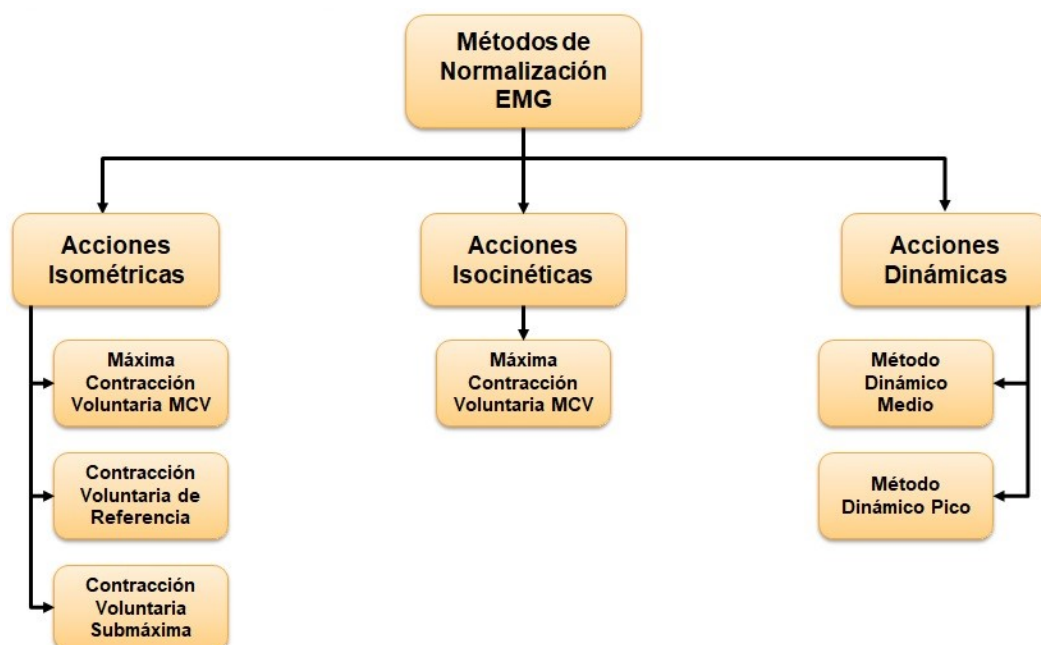 Métodos de
Normalización
EMG
Acciones
Isométricas
Acciones
Isocinéticas
Acciones
Dinámicas
Máxima
Contracción
Voluntaria MCV
Máxima
Contracción
Voluntaria MCV
Método
Dinámico
Medio
Contracción
Voluntaria de
Referencia
Método
Dinámico Pico
Contracción
Voluntaria
Submáxima